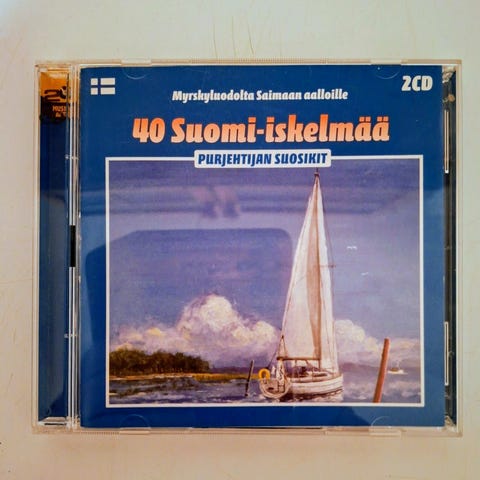 Myrskyluodolta Saimaan aalloille
2CD
40 Suomi-iskelmää
PURJEHTIJAN SUOSIKIT